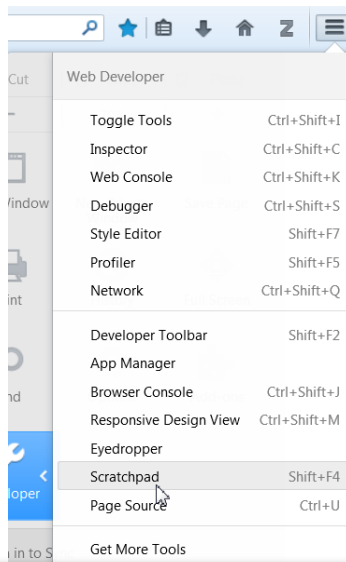 Z
Cut
Web Developer
Toggle Tools Ctrl+Shift+I
Inspector Ctrl+Shift+C
Web Console Ctrl+Shift+K
Window
Debugger Ctrl+Shift+S
Style Editor Shift+F7
Profiler Shift+F5
Network Ctrl+Shift+Q
int
Developer Toolbar Shift+F2
App Manager
Browser Console Ctrl+Shift+J
nd
Responsive Design View Ctrl+Shift+M
Eyedropper
Scratchpad Shift+F4
loper
Page Source Ctrl+U
n in to S
Get More Tools